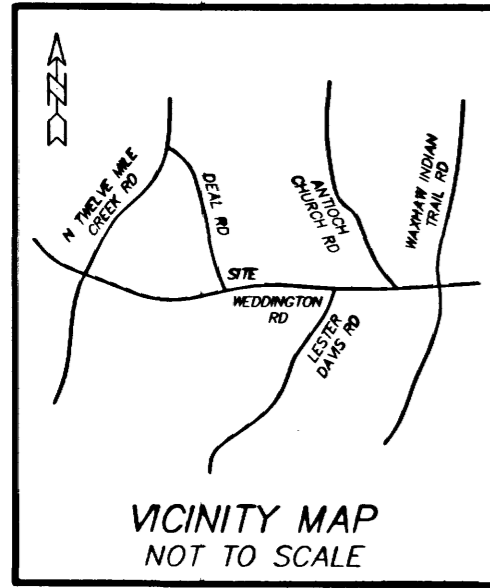 N
N TWELVE MILE
CREEK RD
DEAL RD
ANTIOCH
CHURCH RD
WAXHAW INDIAN
TRAIL RD
SITE
WEDDINGTON
RD
LESTER
DAVIS RD
VICINITY MAP
NOT TO SCALE